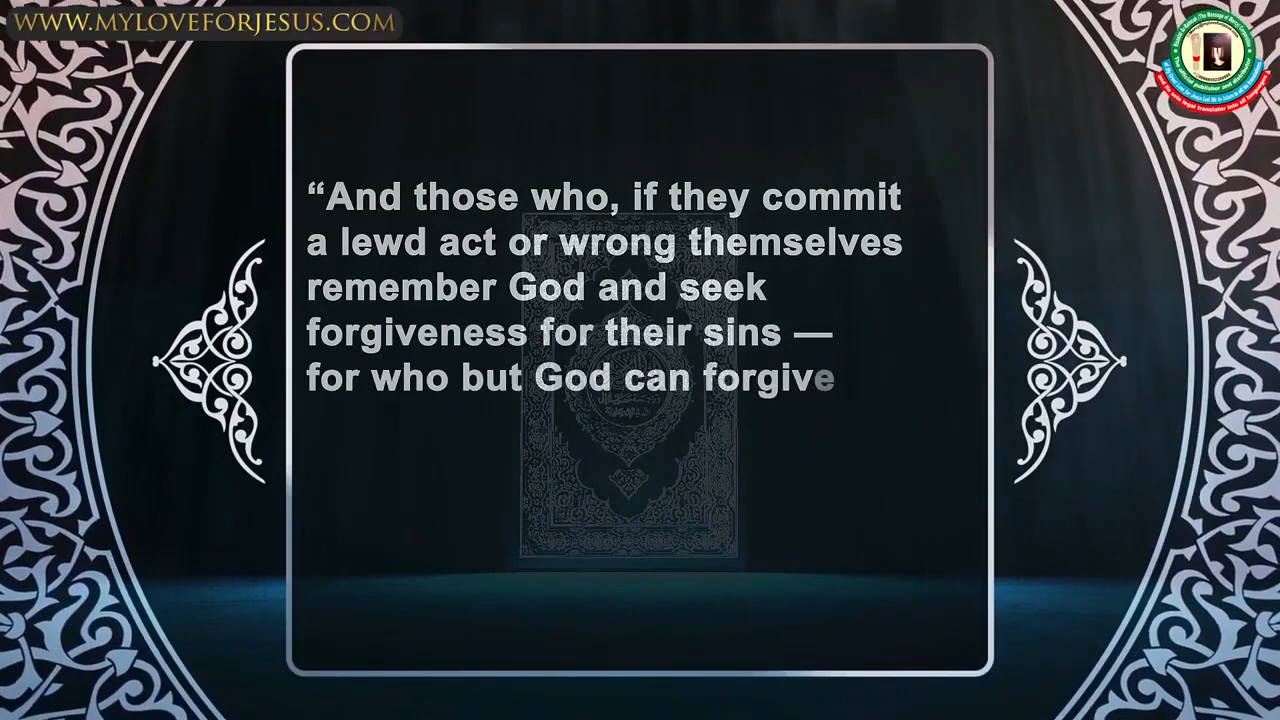 WWW.MYLOVEFORJESUS.COM
“And those who, if they commit
a lewd act or wrong themselves
remember God and seek
forgiveness for their sins —
for who but God can forgive